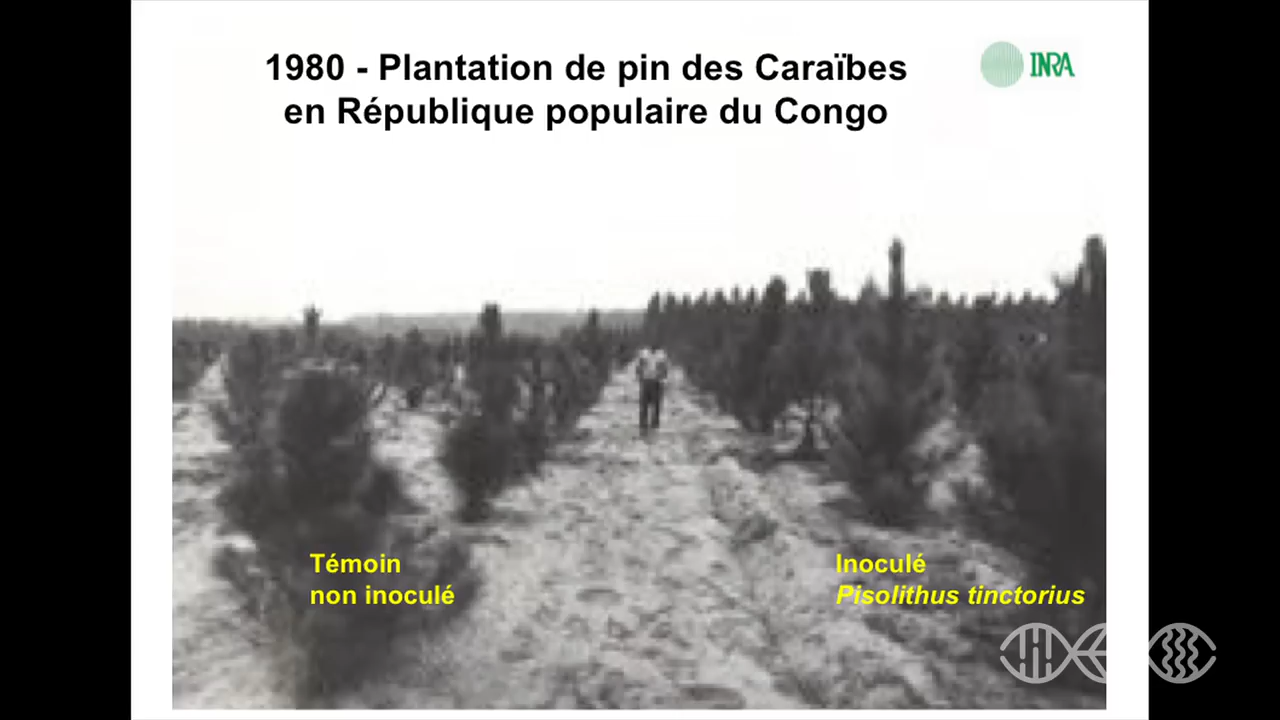 1980 - Plantation de pin des Caraïbes
en République populaire du Congo
INRA
Témoin
non inoculé
Inoculé
Pisolithus tinctorius